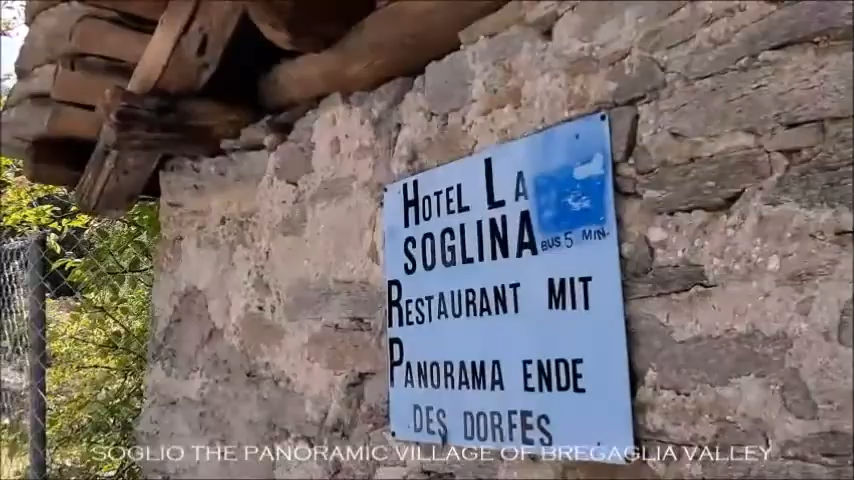 HOTEL LA
SOGLINA
BUS 5 MIN.
RESTAURANT MIT
PANORAMA ENDE
DES DORFES
SOGLIO THE PANORAMIC VILLAGE OF BREGAGLIA VALLEY